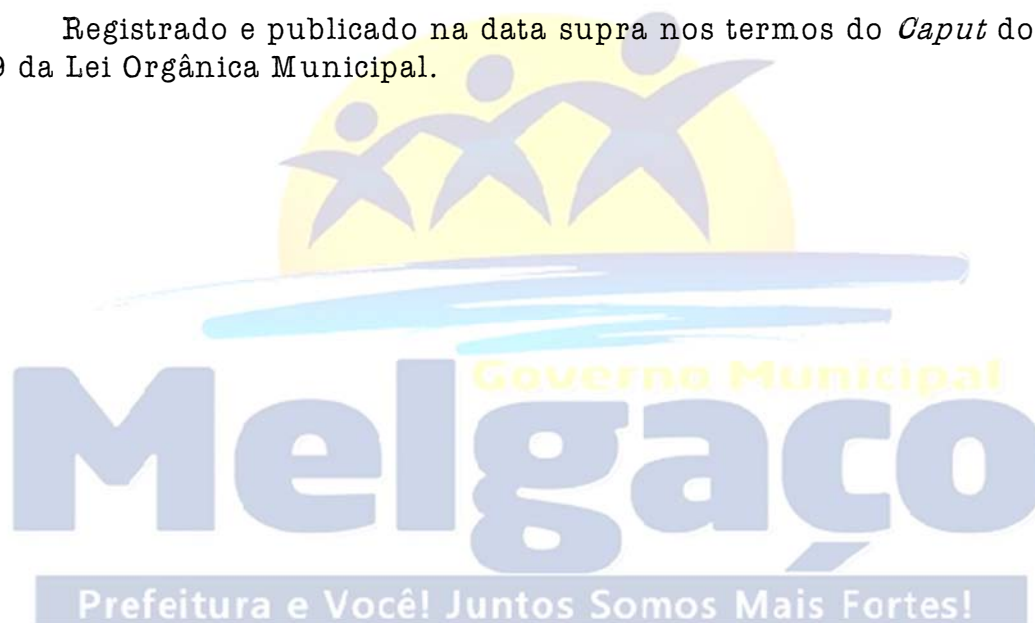 Registrado e publicado na data supra nos termos do Caput do
9 da Lei Orgânica Municipal.
Governo Municipal
Melgaço
Prefeitura e Você! Juntos Somos Mais Fortes!